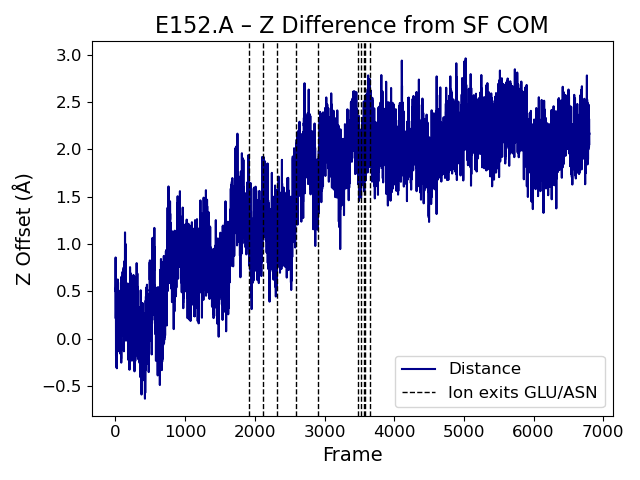 E152.A – Z Difference from SF COM
Z Offset (Å)
3.0
2.5
2.0
1.5
1.0
0.5
0.0
−0.5
0 1000 2000 3000 4000 5000 6000 7000
Frame
Distance
Ion exits GLU/ASN